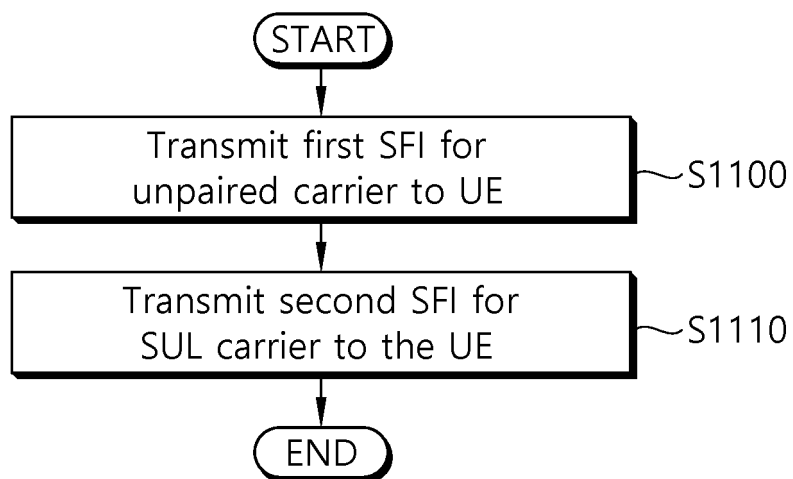 START
Transmit first SFI for
unpaired carrier to UE
S1100
Transmit second SFI for
SUL carrier to the UE
S1110
END